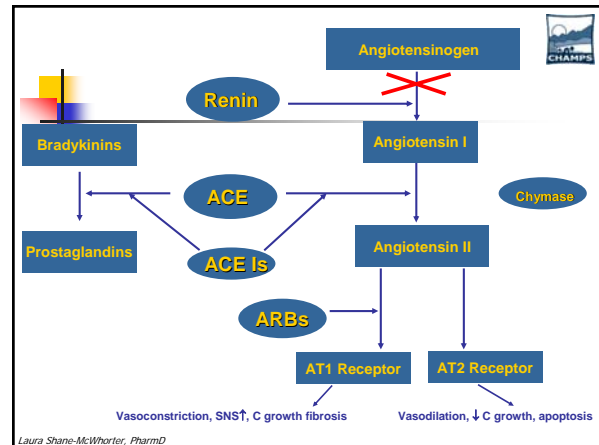 Angiotensinogen
CHAMPS
Renin
Bradykinins
Angiotensin I
ACE
Chymase
Prostaglandins
ACE Is
Angiotensin II
ARBs
AT1 Receptor
AT2 Receptor
Vasoconstriction, SNS↑, C growth fibrosis
Vasodilation, ↓C growth, apoptosis
Laura Shane-McWhorter, PharmD